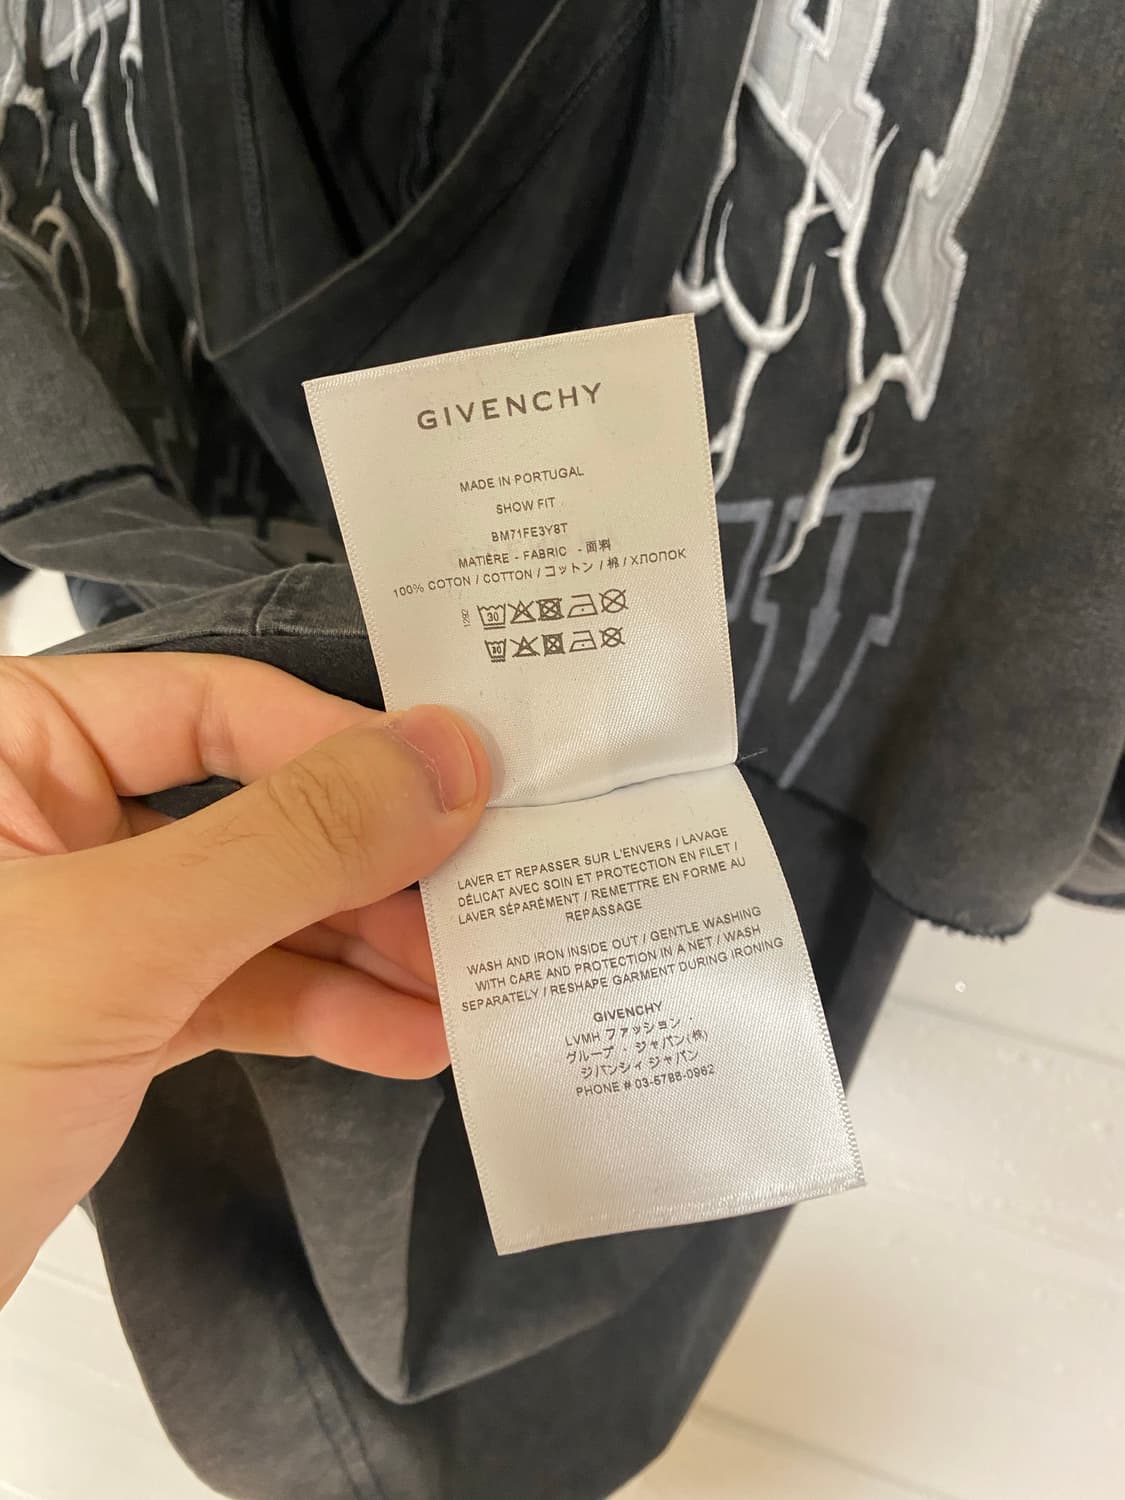 GIVENCHY
MADE IN PORTUGAL
SHOW FIT
BM71FE3Y8T
MATIÈRE - FABRIC - 面料
100% COTON / COTTON / コットン / 棉 / ХЛОПОК
1292
30
30
LAVER ET REPASSER SUR L'ENVERS / LAVAGE
DÉLICAT AVEC SOIN ET PROTECTION EN FILET /
LAVER SÉPARÉMENT / REMETTRE EN FORME AU
REPASSAGE
WASH AND IRON INSIDE OUT / GENTLE WASHING
WITH CARE AND PROTECTION IN A NET / WASH
SEPARATELY / RESHAPE GARMENT DURING IRONING
GIVENCHY
LVMH ファッション ・
グループ ・ ジャパン(株)
ジバンシィ ジャパン
PHONE # 03-5786-0962